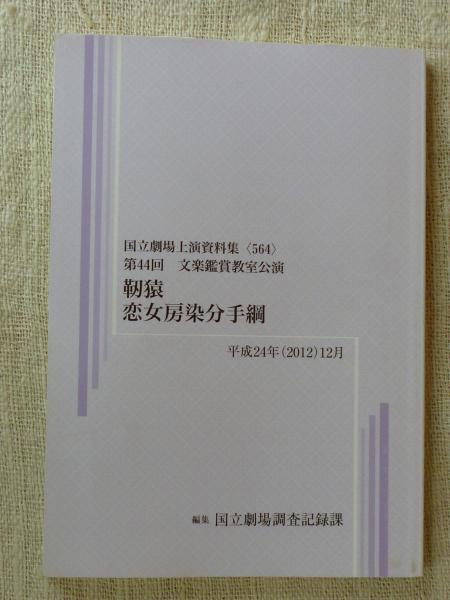 国立劇場上演資料集〈564〉
第44回　文楽鑑賞教室公演
靭猿
恋女房染分手綱
平成24年(2012)12月
編集　国立劇場調査記録課